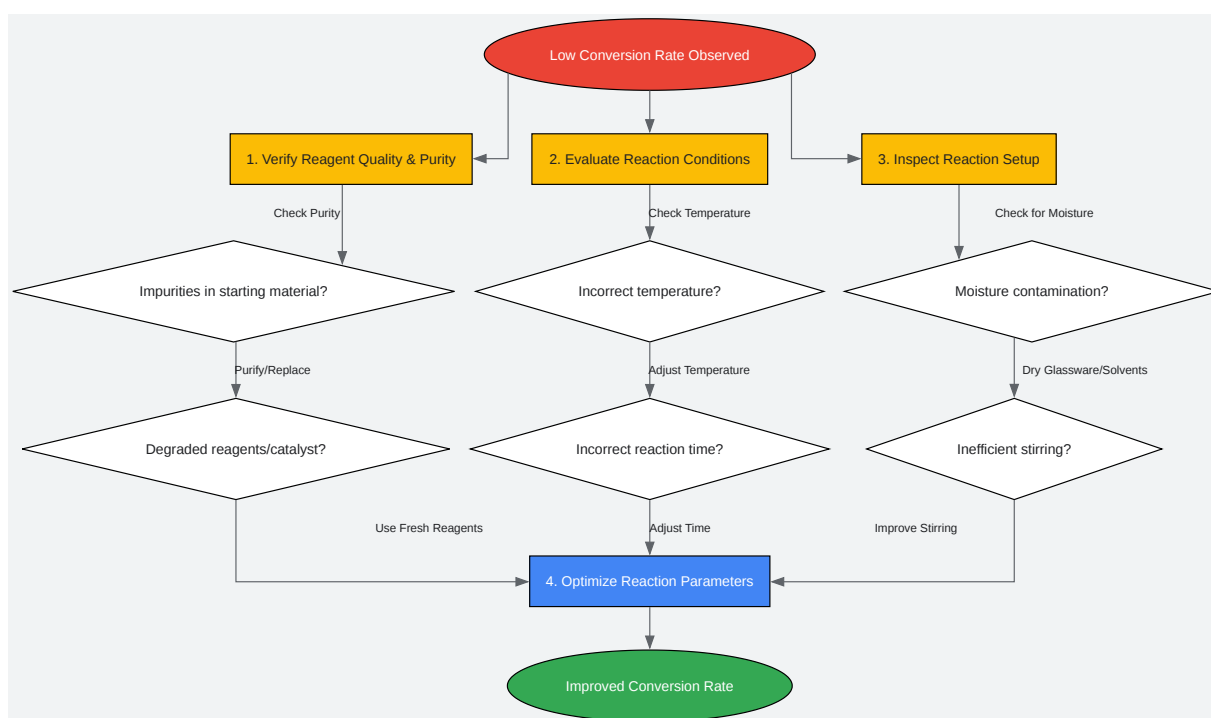 Low Conversion Rate Observed
1. Verify Reagent Quality & Purity
2. Evaluate Reaction Conditions
3. Inspect Reaction Setup
Check Purity
Check Temperature
Check for Moisture
Impurities in starting material?
Incorrect temperature?
Moisture contamination?
Purify/Replace
Adjust Temperature
Dry Glassware/Solvents
Degraded reagents/catalyst?
Incorrect reaction time?
Inefficient stirring?
Use Fresh Reagents
Adjust Time
Improve Stirring
4. Optimize Reaction Parameters
Improved Conversion Rate